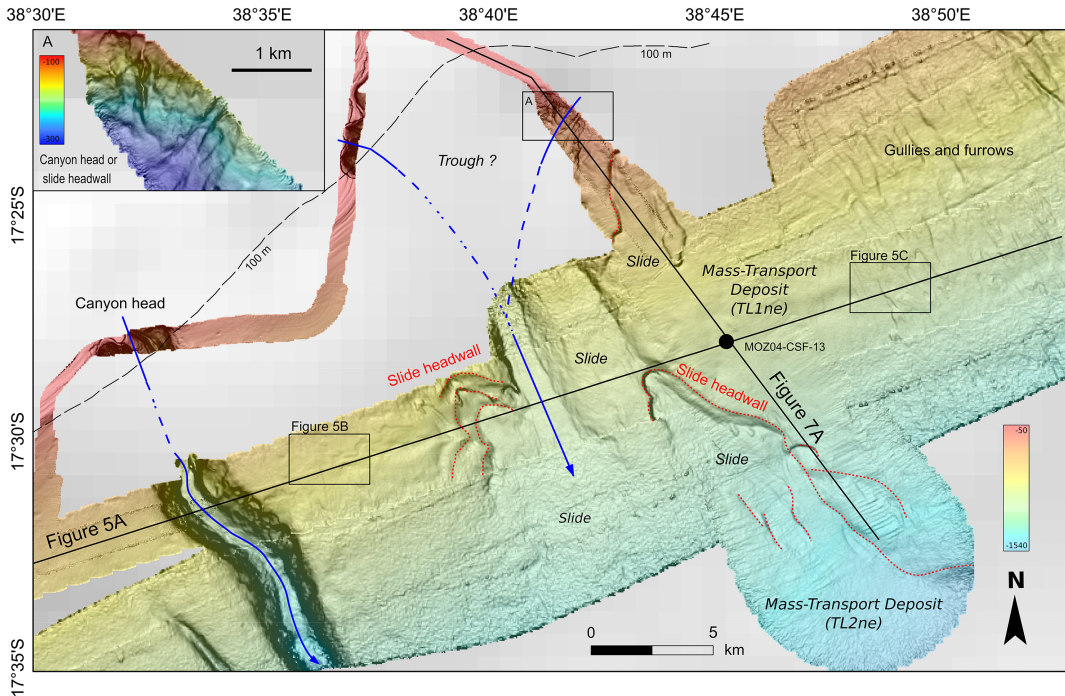 38°30'E 38°35'E 38°40'E 38°45'E 38°50'E
A
1 km
-100
-300
Canyon head or
slide headwall
100 m
A
Trough ?
Gullies and furrows
17°25'S
100 m
Slide
Mass-Transport
Deposit
(TL1ne)
Figure 5C
Canyon head
MOZ04-CSF-13
Slide headwall
Slide
Slide headwall
Figure 7A
17°30'S
Figure 5B
-50
-1540
Slide
Figure 5A
Slide
N
Mass-Transport Deposit
(TL2ne)
0 5
km
17°35'S